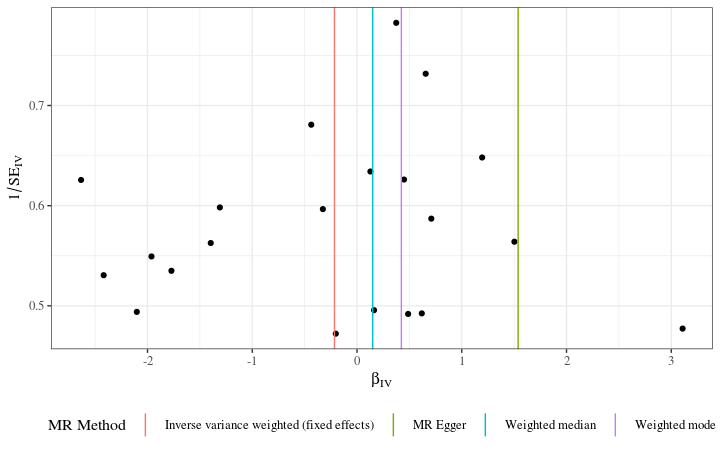 0.7
0.6
0.5
1/SE_IV
-2 -1 0 1 2 3
β_IV
MR Method Inverse variance weighted (fixed effects) MR Egger Weighted median Weighted mode